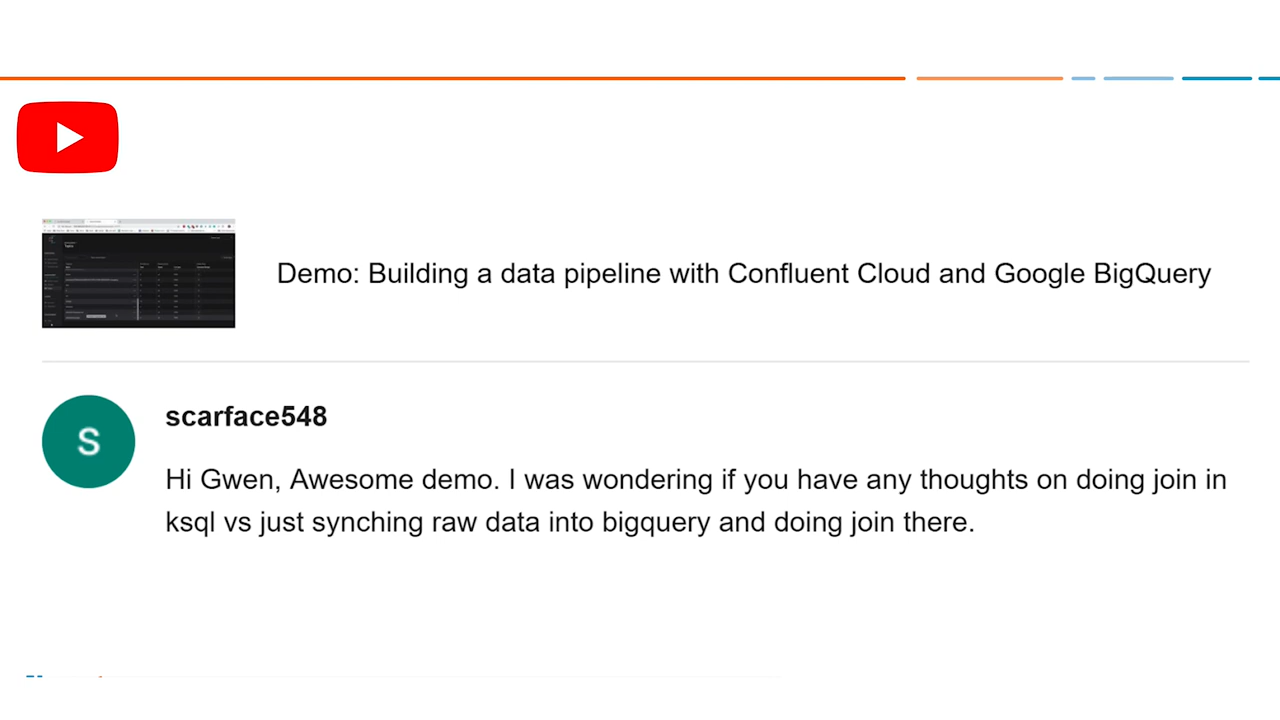 Demo: Building a data pipeline with Confluent Cloud and Google BigQuery
scarface548
S
Hi Gwen, Awesome demo. I was wondering if you have any thoughts on doing join in
ksql vs just synching raw data into bigquery and doing join there.